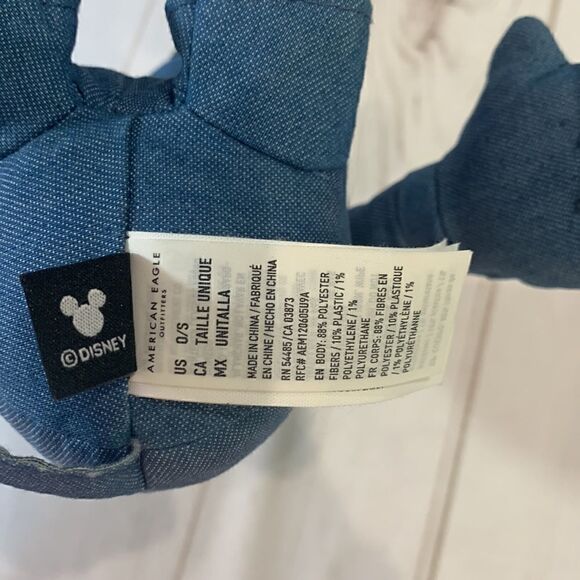 © DISNEY
AMERICAN EAGLE
OUTFITTERS
US O/S
CA TAILLE UNIQUE
MX UNITALLA
MADE IN CHINA / FABRIQUÉ
EN CHINE / HECHO EN CHINA
RN 54485/CA 03873
RFC# AEM120605U9A
EN BODY: 88% POLYESTER
FIBERS / 10% PLASTIC / 1%
POLYETHYLENE / 1%
POLYURETHANE
FR CORPS: 88% FIBRES EN
POLYESTER / 10% PLASTIQUE
/ 1% POLYÉTHYLÈNE / 1%
POLYURÉTHANNE